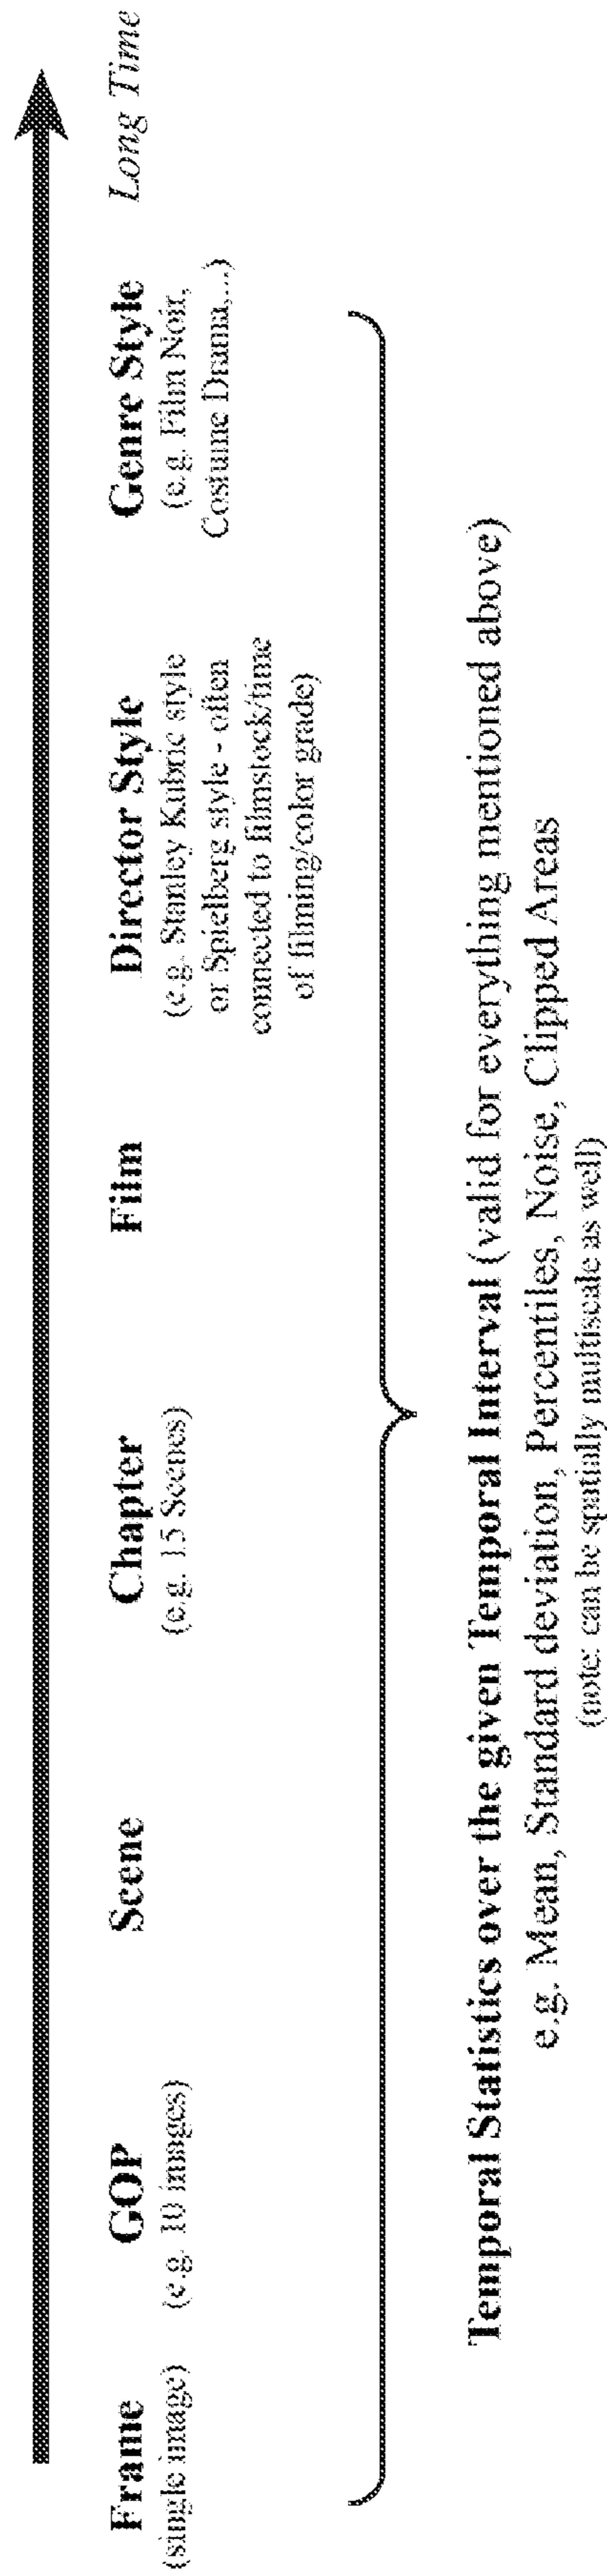 Frame
(single image)
GOP
(e.g. 10 images)
Scene
Chapter
(e.g. 15 Scenes)
Film
Director Style
(e.g. Stanley Kubric style
or Spielberg style - often
connected to filmstock/time
of filming/color grade)
Genre Style
(e.g. Film Noir,
Costume Drama,...)
Long Time
Temporal Statistics over the given Temporal Interval (valid for everything mentioned above)
e.g. Mean, Standard deviation, Percentiles, Noise, Clipped Areas
(note: can be spatially multiscale as well)